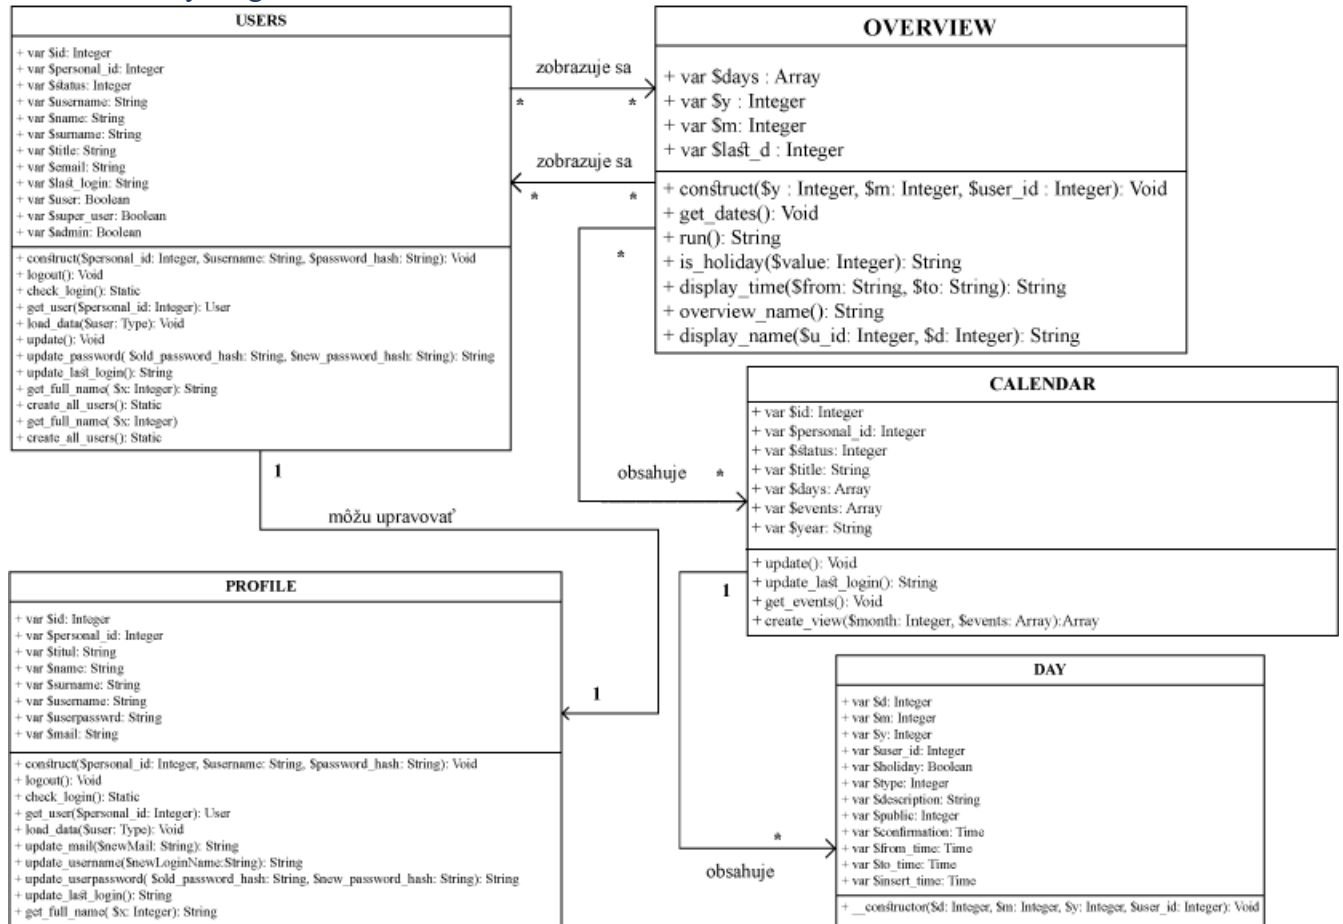 USERS
+ var $id: Integer
+ var $personal_id: Integer
+ var $status: Integer
+ var $username: String
+ var $name: String
+ var $surname: String
+ var $title: String
+ var $email: String
+ var $last_login: String
+ var $user: Boolean
+ var $super_user: Boolean
+ var $admin: Boolean
+ construct($personal_id: Integer, $username: String, $password_hash: String): Void
+ logout(): Void
+ check_login(): Static
+ get_user($personal_id: Integer): User
+ load_data($user: Type): Void
+ update(): Void
+ update_password( $old_password_hash: String, $new_password_hash: String): String
+ update_last_login(): String
+ get_full_name( $x: Integer): String
+ create_all_users(): Static
+ get_full_name( $x: Integer)
+ create_all_users(): Static
zobrazuje sa
* *
zobrazuje sa
* *
OVERVIEW
+ var $days : Array
+ var $y : Integer
+ var $m: Integer
+ var $last_d : Integer
+ construct($y : Integer, $m: Integer, $user_id : Integer): Void
+ get_dates(): Void
+ run(): String
+ is_holiday($value: Integer): String
+ display_time($from: String, $to: String): String
+ overview_name(): String
+ display_name($u_id: Integer, $d: Integer): String
*
obsahuje *
CALENDAR
+ var $id: Integer
+ var $personal_id: Integer
+ var $status: Integer
+ var $title: String
+ var $days: Array
+ var $events: Array
+ var $year: String
+ update(): Void
+ update_last_login(): String
+ get_events(): Void
+ create_view($month: Integer, $events: Array):Array
1
môžu upravovať
1
PROFILE
+ var $id: Integer
+ var $personal_id: Integer
+ var $titul: String
+ var $name: String
+ var $surname: String
+ var $username: String
+ var $userpasswrd: String
+ var $mail: String
+ construct($personal_id: Integer, $username: String, $password_hash: String): Void
+ logout(): Void
+ check_login(): Static
+ get_user($personal_id: Integer): User
+ load_data($user: Type): Void
+ update_mail($newMail: String): String
+ update_username($newLoginName:String): String
+ update_userpassword( $old_password_hash: String, $new_password_hash: String): String
+ update_last_login(): String
+ get_full_name( $x: Integer): String
1
*
obsahuje
DAY
+ var $d: Integer
+ var $m: Integer
+ var $y: Integer
+ var $user_id: Integer
+ var $holiday: Boolean
+ var $type: Integer
+ var $description: String
+ var $public: Integer
+ var $confirmation: Time
+ var $from_time: Time
+ var $to_time: Time
+ var $insert_time: Time
+ __constructor($d: Integer, $m: Integer, $y: Integer, $user_id: Integer): Void